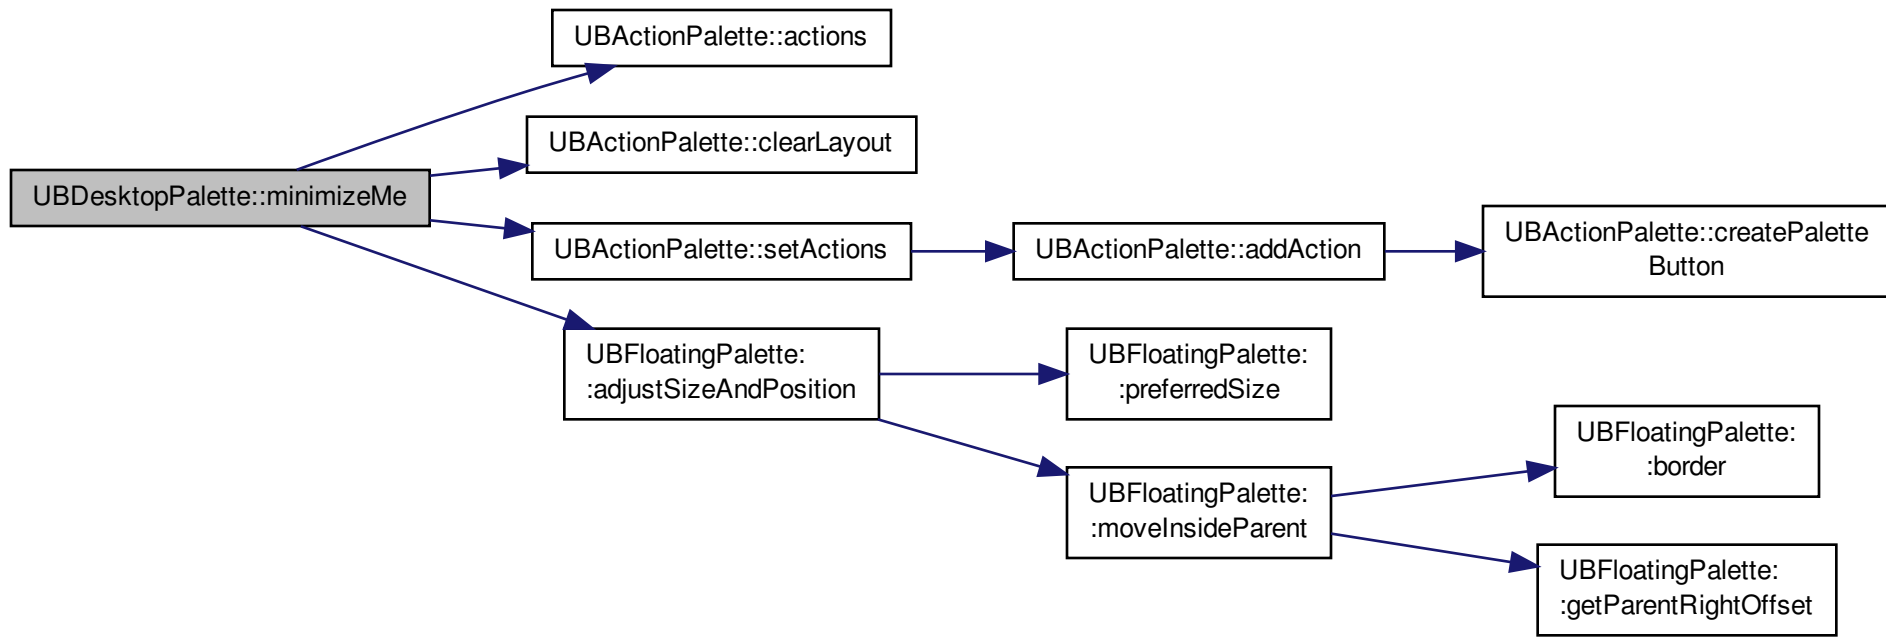 UBActionPalette::actions
UBActionPalette::clearLayout
UBDesktopPalette::minimizeMe
UBActionPalette::setActions
UBActionPalette::addAction
UBActionPalette::createPalette
Button
UBFloatingPalette:
:adjustSizeAndPosition
UBFloatingPalette:
:preferredSize
UBFloatingPalette:
:moveInsideParent
UBFloatingPalette:
:border
UBFloatingPalette:
:getParentRightOffset